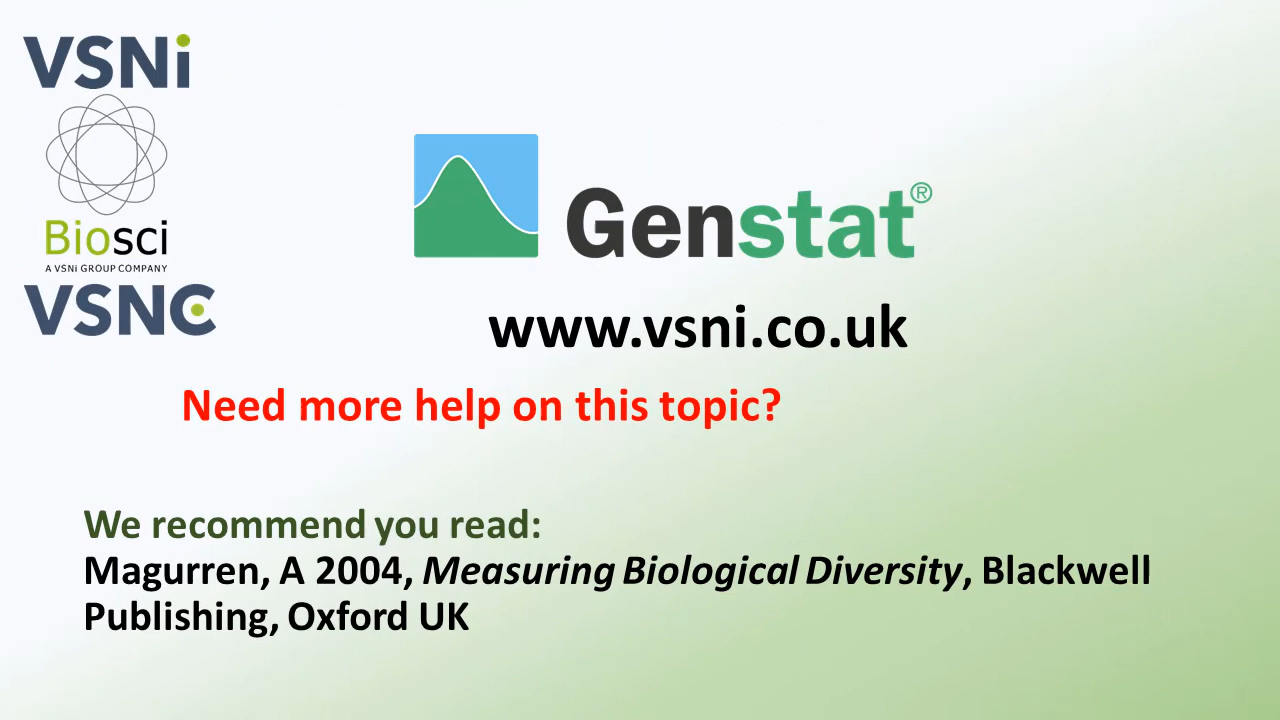 VSNi
Biosci
A VSNi GROUP COMPANY
VSNC
Genstat®
www.vsni.co.uk
Need more help on this topic?
We recommend you read:
Magurren, A 2004, Measuring Biological Diversity, Blackwell
Publishing, Oxford UK